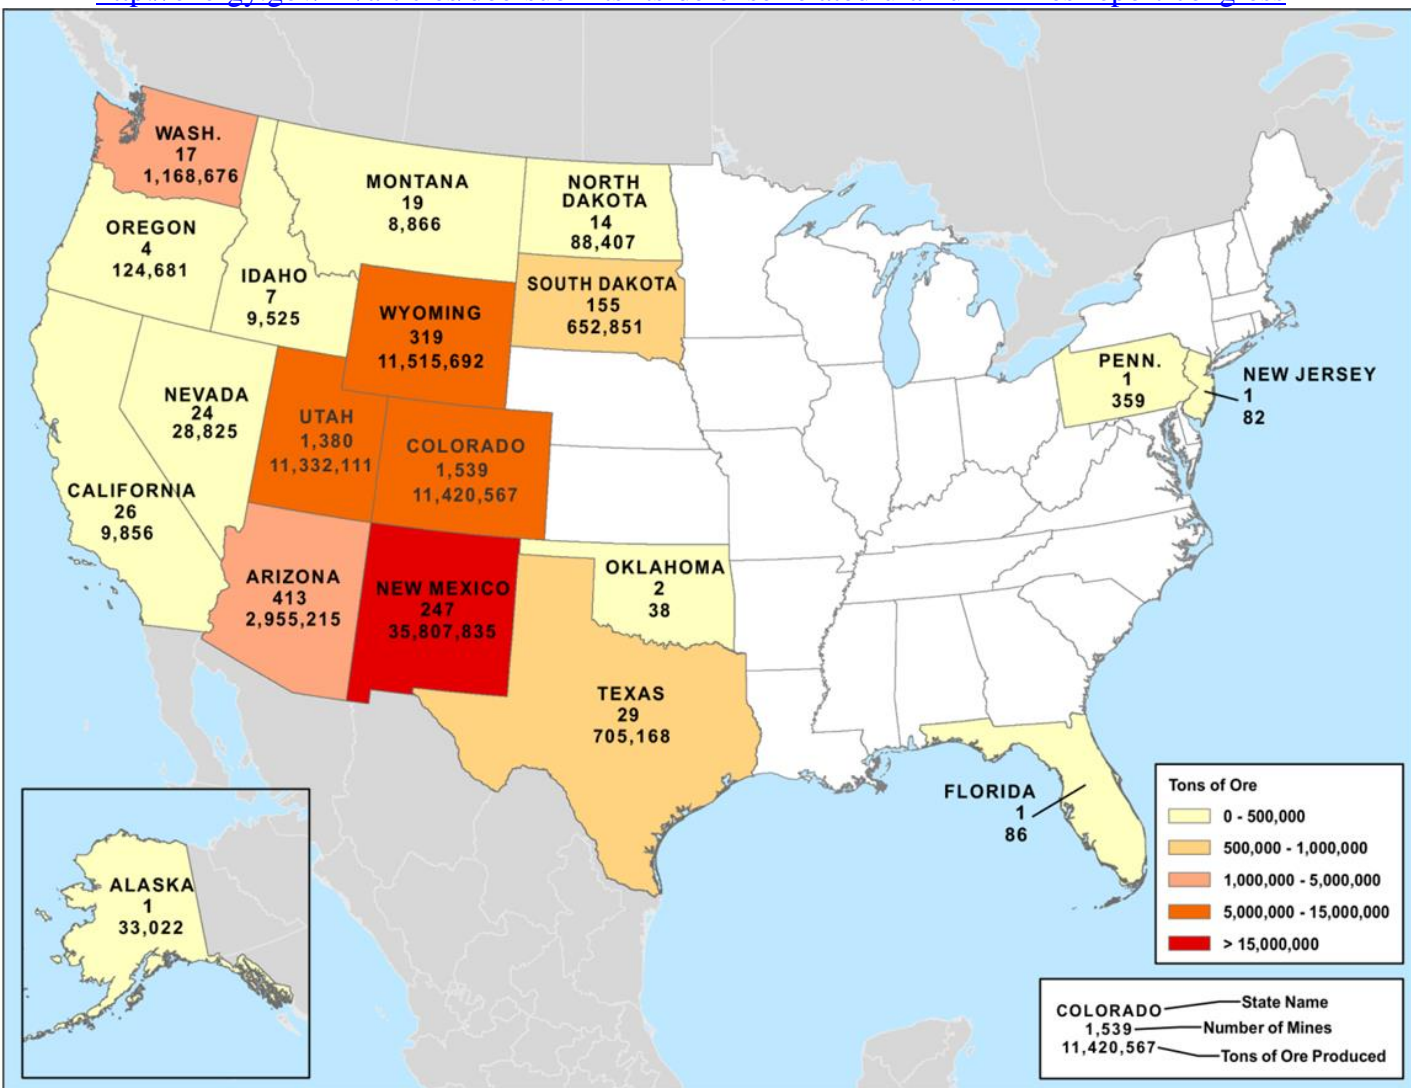 WASH.
17
1,168,676
MONTANA
19
8,866
NORTH
DAKOTA
14
88,407
OREGON
4
124,681
IDAHO
7
9,525
SOUTH DAKOTA
155
652,851
WYOMING
319
11,515,692
PENN.
1
359
NEW JERSEY
1
82
NEVADA
24
28,825
UTAH
1,380
11,332,111
COLORADO
1,539
11,420,567
CALIFORNIA
26
9,856
ARIZONA
413
2,955,215
NEW MEXICO
247
35,807,835
OKLAHOMA
2
38
TEXAS
29
705,168
FLORIDA
1
86
ALASKA
1
33,022
Tons of Ore
0 - 500,000
500,000 - 1,000,000
1,000,000 - 5,000,000
5,000,000 - 15,000,000
> 15,000,000
COLORADO State Name
1,539 Number of Mines
11,420,567 Tons of Ore Produced